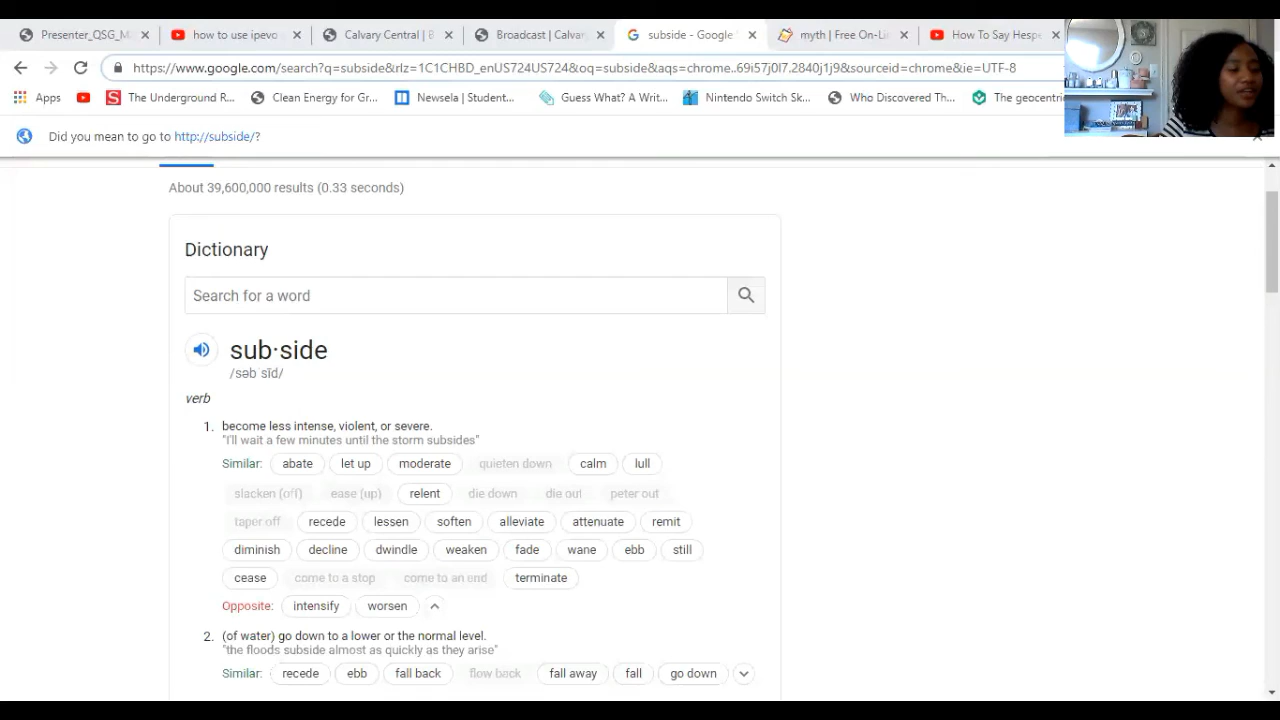 Presenter_QSG_M
how to use ipevo
Calvary Central | B
Broadcast | Calva
subside - Google
myth | Free On-Li
How To Say Hespe
https://www.google.com/search?q=subside&rlz=1C1CHBD_enUS724US724&oq=subside&aqs=chrome..69i57j0l7.2840j1j9&sourceid=chrome&ie=UTF-8
Apps
The Underground R...
Clean Energy for Gr...
Newsela | Student...
Guess What? A Writ...
Nintendo Switch Sk...
Who Discovered Th...
The geocentri
Did you mean to go to http://subside/?
About 39,600,000 results (0.33 seconds)
Dictionary
Search for a word
sub·side
/səbˈsīd/
verb
1. become less intense, violent, or severe.
"I'll wait a few minutes until the storm subsides"
Similar: abate let up moderate quieten down calm lull
slacken (off) ease (up) relent die down die out peter out
taper off recede lessen soften alleviate attenuate remit
diminish decline dwindle weaken fade wane ebb still
cease come to a stop come to an end terminate
Opposite: intensify worsen
2. (of water) go down to a lower or the normal level.
"the floods subside almost as quickly as they arise"
Similar: recede ebb fall back flow back fall away fall go down